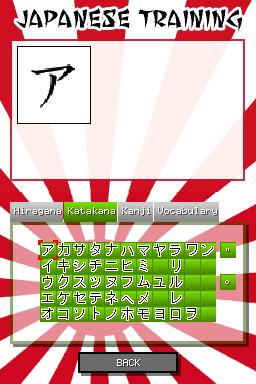 JAPANESE TRAINING
ア
Hiragana Katakana Kanji Vocabulary
アカサタナハマヤラワン
イキシチニヒミ リ
ウクスツヌフムユル
エケセテネヘメ レ
オコソトノホモヨロラ
BACK